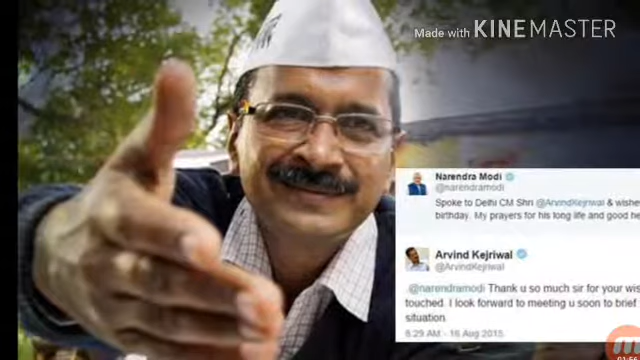 Made with KINEMASTER
Narendra Modi
@narendramodi
Spoke to Delhi CM Shri @ArvindKejriwal & wishe
birthday. My prayers for his long life and good he
Arvind Kejriwal
@ArvindKejriwal
.@narendramodi Thank u so much sir for your wis
touched. I look forward to meeting u soon to brief
situation
6:29 AM - 16 Aug 2015